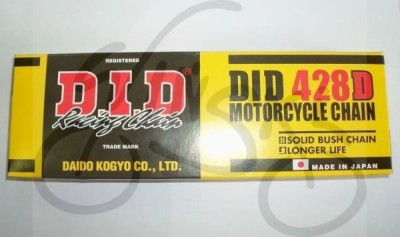 REGISTERED
D.I.D®
Racing Chain
TRADE MARK
DAIDO KOGYO CO., LTD.
DID 428D
MOTORCYCLE CHAIN
SOLID BUSH CHAIN
LONGER LIFE
MADE IN JAPAN